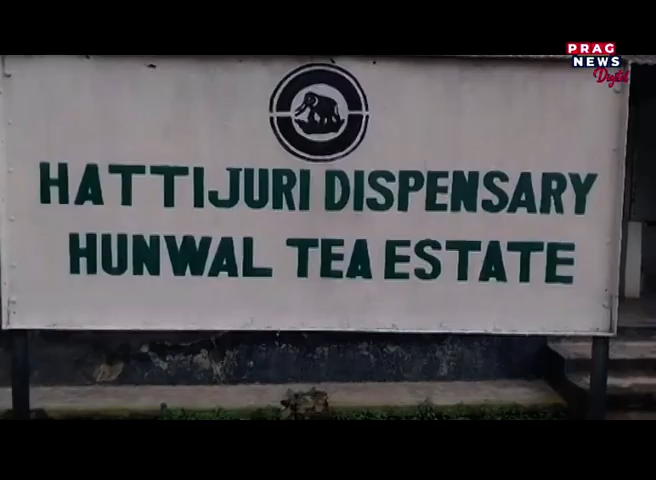 PRAG
NEWS
Digital
HATTIJURI DISPENSARY
HUNWAL TEA ESTATE